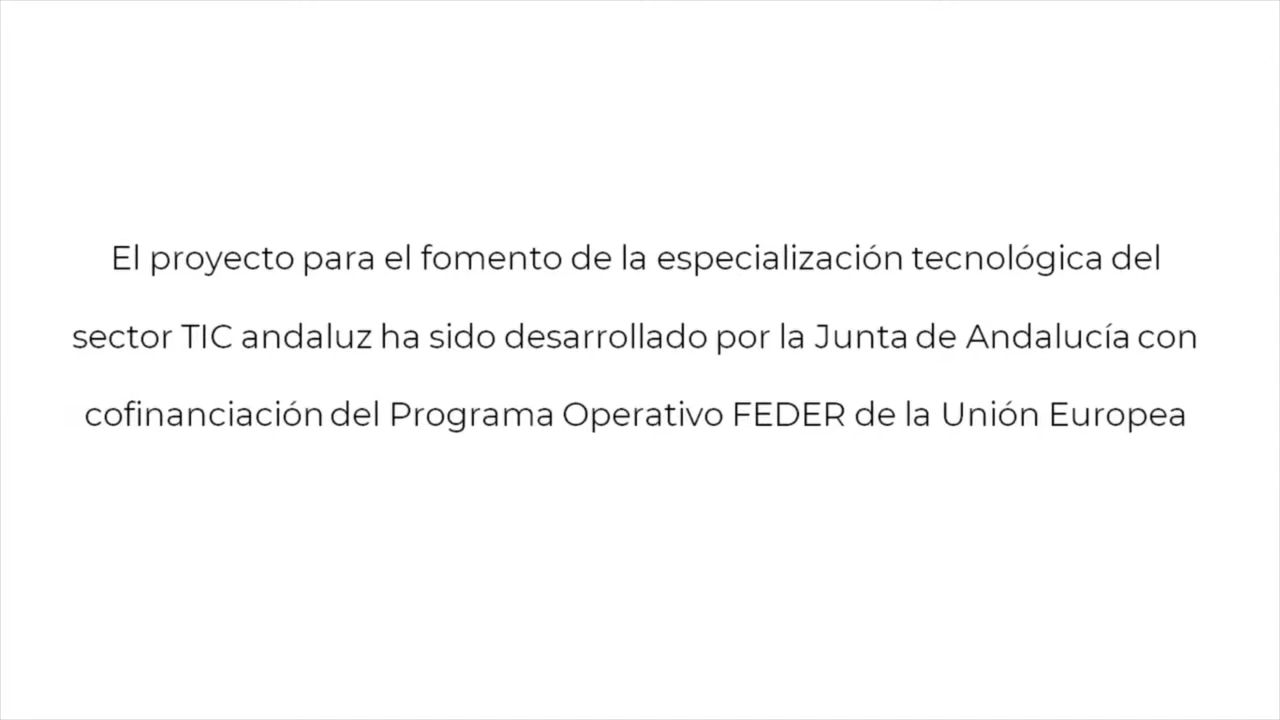 El proyecto para el fomento de la especialización tecnológica del
sector TIC andaluz ha sido desarrollado por la Junta de Andalucía con
cofinanciación del Programa Operativo FEDER de la Unión Europea